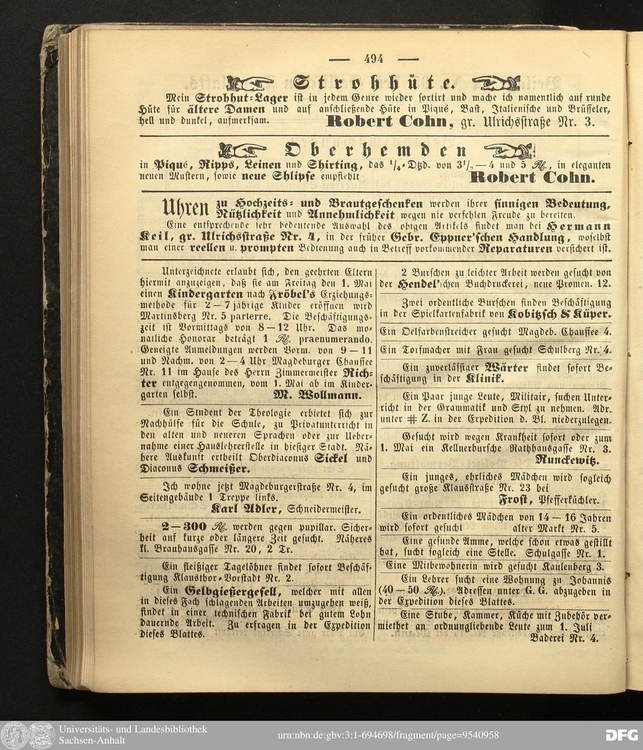 — 494 —
Strohhüte.
Mein Strohhut-Lager ist in jedem Genre wieder sortirt und mache ich namentlich auf runde
Hüte für ältere Damen und auf anschließende Hüte in Piqué, Bast, Italienische und Brüsseler,
hell und dunkel, aufmerksam. Robert Cohn, gr. Ulrichsstraße Nr. 3.
Oberhemden
in Piqué, Ripps, Leinen und Shirting, das ¼ Dtzd. von 3½ — 4 und 5 Rt., in eleganten
neuen Mustern, sowie neue Shlipse empfiehlt Robert Cohn.
Uhren zu Hochzeits- und Brautgeschenken werden ihrer sinnigen Bedeutung,
Nützlichkeit und Annehmlichkeit wegen nie verfehlen Freude zu bereiten.
Eine entsprechende sehr bedeutende Auswahl des obigen Artikels findet man bei Hermann
Keil, gr. Ulrichsstraße Nr. 4, in der früher Gebr. Eppner'schen Handlung, woselbst
man einer reellen u. prompten Bedienung auch in Betreff vorkommender Reparaturen versichert ist.
Unterzeichnete erlaubt sich, den geehrten Eltern
hiermit anzuzeigen, daß sie am Freitag den 1. Mai
einen Kindergarten nach Fröbel's Erziehungs-
methode für 2 – 7jährige Kinder eröffnen wird
Martinsberg Nr. 5 parterre. Die Beschäftigungs-
zeit ist Vormittags von 8 – 12 Uhr. Das mo-
natliche Honorar beträgt 1 Rt. praenumerando.
Geneigte Anmeldungen werden Vorm. von 9 – 11
und Nachm. von 2 – 4 Uhr Magdeburger Chaussee
Nr. 11 im Hause des Herrn Zimmermeister Rich-
ter entgegengenommen, vom 1. Mai ab im Kinder-
garten selbst. M. Wollmann.
Ein Student der Theologie erbietet sich zur
Nachhülfe für die Schule, zu Privatunterricht in
den alten und neueren Sprachen oder zur Ueber-
nahme einer Hauslehrerstelle in hiesiger Stadt. Nä-
here Auskunft ertheilt Oberdiaconus Sickel und
Diaconus Schmeißer.
Ich wohne jetzt Magdeburgerstraße Nr. 4, im
Seitengebäude 1 Treppe links.
Karl Adler, Schneidermeister.
2 – 300 Rt. werden gegen pupillar. Sicher-
heit auf kurze oder längere Zeit gesucht. Näheres
kl. Brauhausgasse Nr. 20, 2 Tr.
Ein fleißiger Tagelöhner findet sofort Beschäf-
tigung Klausthor-Vorstadt Nr. 2.
Ein Gelbgießergesell, welcher mit allen
in dieses Fach schlagenden Arbeiten umzugehen weiß,
findet in einer technischen Fabrik bei gutem Lohn
dauernde Arbeit. Zu erfragen in der Expedition
dieses Blattes.
2 Burschen zu leichter Arbeit werden gesucht von
der Hendel'schen Buchdruckerei, neue Promen. 12.
Zwei ordentliche Burschen finden Beschäftigung
in der Spielkartenfabrik von Kobitzsch & Küper.
Ein Oelfarbenstreicher gesucht Magdeb. Chaussee 4.
Ein Torfmacher mit Frau gesucht Schulberg Nr. 4.
Ein zuverlässiger Wärter findet sofort Be-
schäftigung in der Klinik.
Ein Paar junge Leute, Militair, suchen Unter-
richt in der Grammatik und Styl zu nehmen. Adr.
unter # Z. in der Expedition d. Bl. niederzulegen.
Gesucht wird wegen Krankheit sofort oder zum
1. Mai ein Kellnerbursche Rathhausgasse Nr. 3.
Runckewitz.
Ein junges, ehrliches Mädchen wird sogleich
gesucht große Klausstraße Nr. 23 bei
Frost, Pfefferküchler.
Ein ordentliches Mädchen von 14 – 16 Jahren
wird sofort gesucht alter Markt Nr. 5.
Eine gesunde Amme, welche schon etwas gestillt
hat, sucht sogleich eine Stelle. Schulgasse Nr. 1.
Eine Mitbewohnerin wird gesucht Kaulenberg 3.
Ein Lehrer sucht eine Wohnung zu Johannis
(40 – 50 Rt.). Adressen unter G. G. abzugeben in
der Expedition dieses Blattes.
Eine Stube, Kammer, Küche mit Zubehör ver-
miethet an ordnungliebende Leute zum 1. Juli
Baderei Nr. 4.
Universitäts- und Landesbibliothek
Sachsen-Anhalt
urn:nbn:de:gbv:3:1-694698/fragment/page=9540958
DFG